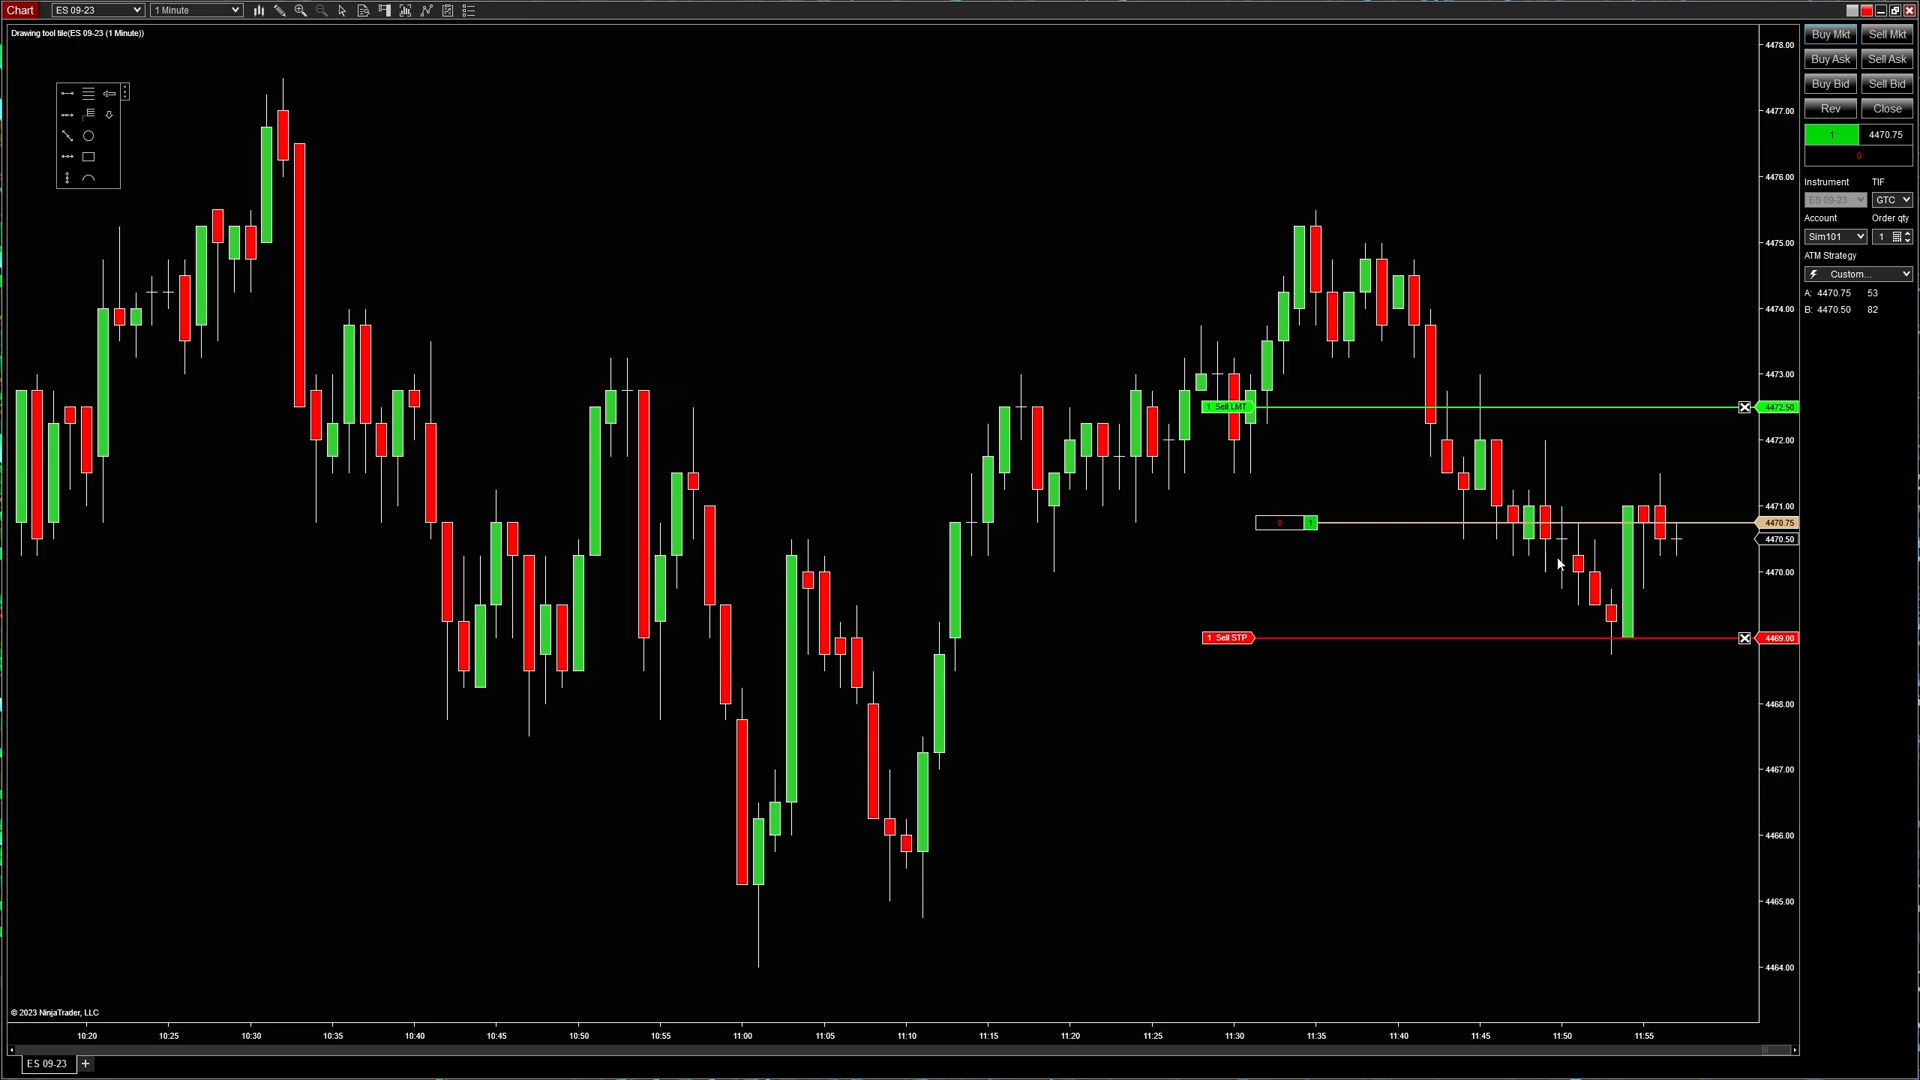 Chart ES 09-23 1 Minute
Drawing tool tile(ES 09-23 (1 Minute))
4478.00
4477.00
4476.00
4475.00
4474.00
4473.00
1 Sell LMT 4472.50
4472.00
4471.00
0 1 4470.75
4470.50
4470.00
1 Sell STP 4469.00
4468.00
4467.00
4466.00
4465.00
4464.00
© 2023 NinjaTrader, LLC
10:20 10:25 10:30 10:35 10:40 10:45 10:50 10:55 11:00 11:05 11:10 11:15 11:20 11:25 11:30 11:35 11:40 11:45 11:50 11:55
ES 09-23 +
Buy Mkt Sell Mkt
Buy Ask Sell Ask
Buy Bid Sell Bid
Rev Close
1 4470.75
0
Instrument TIF
ES 09-23 GTC
Account Order qty
Sim101 1
ATM Strategy
Custom...
A: 4470.75 53
B: 4470.50 82